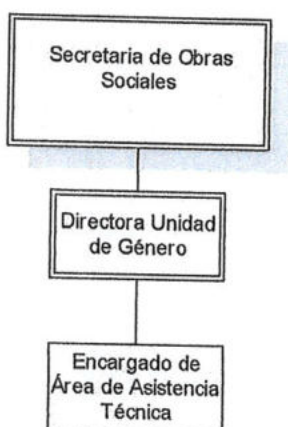 Secretaria de Obras
Sociales
Directora Unidad
de Género
Encargado de
Área de Asistencia
Técnica